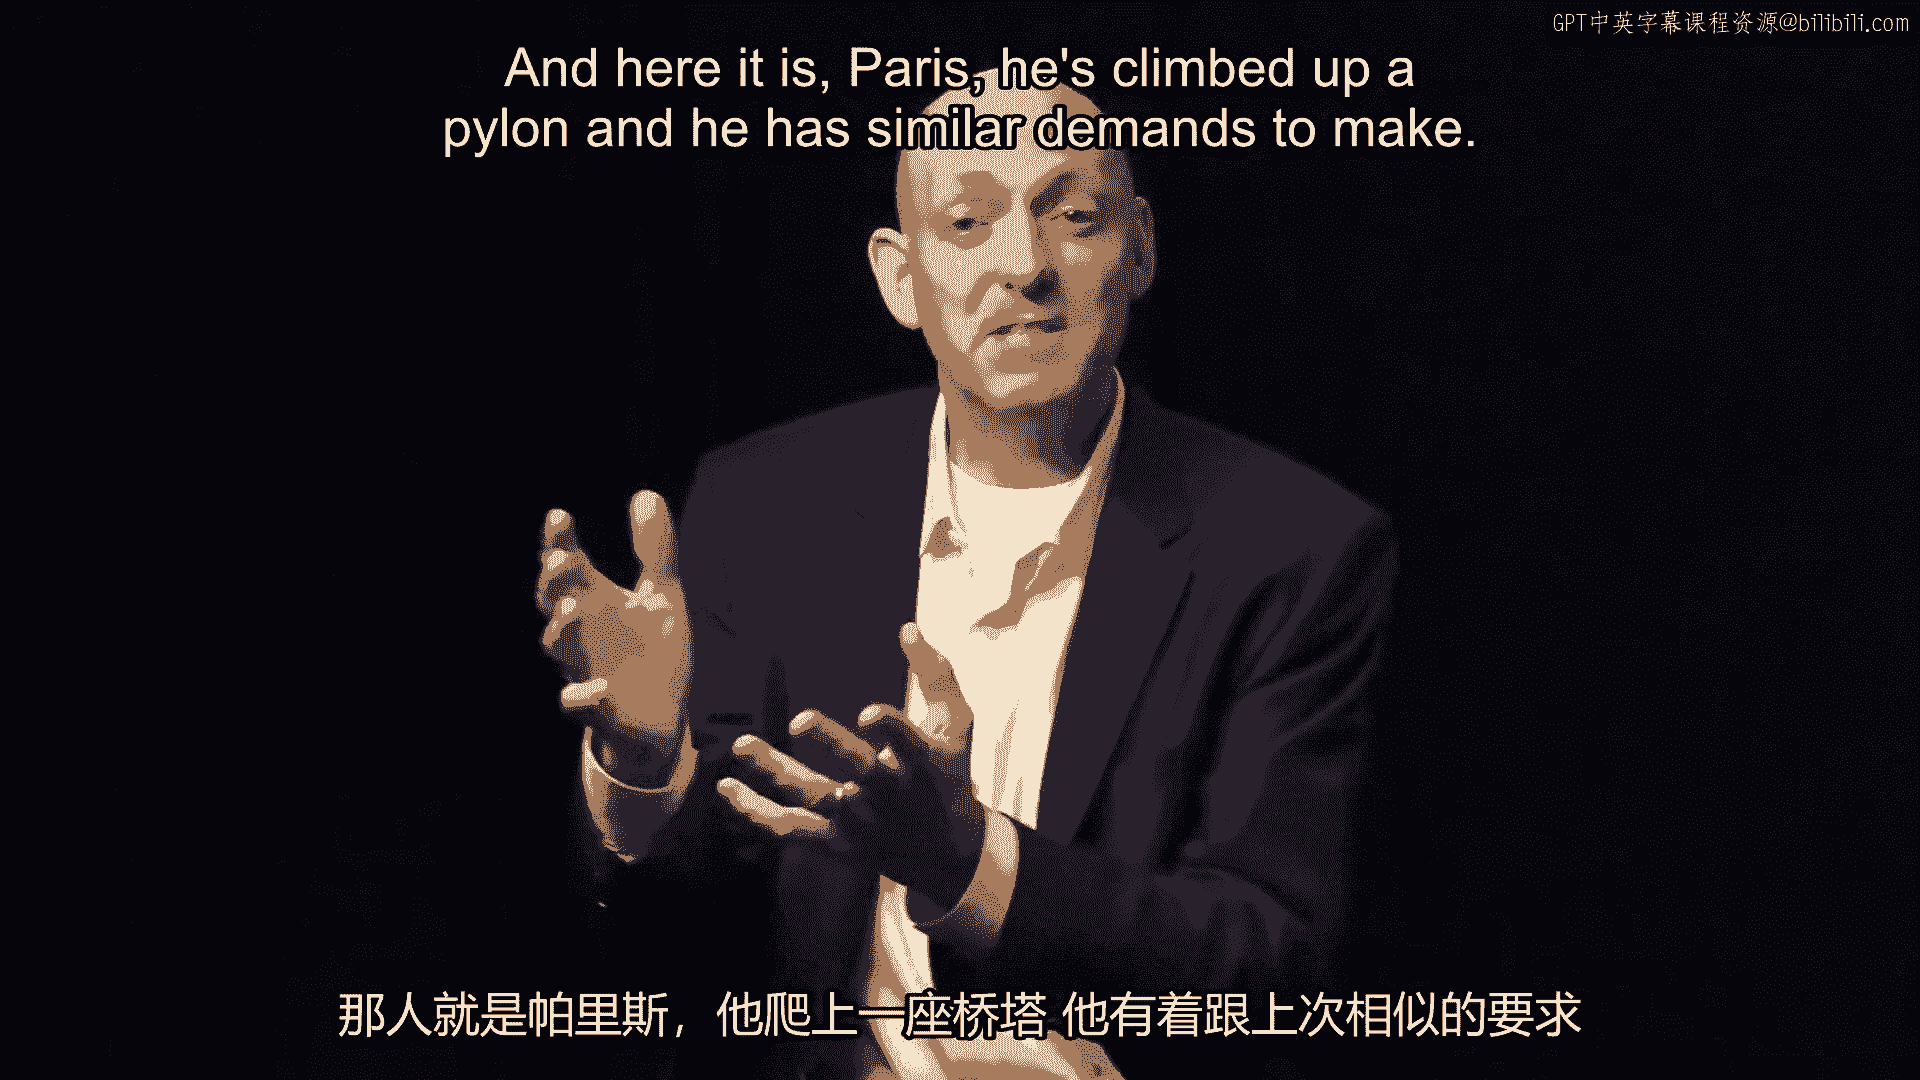 GPT中英字幕课程资源@bilibili.com
And here it is, Paris, he's climbed up a
pylon and he has similar demands to make.
那人就是帕里斯，他爬上一座桥塔 他有着跟上次相似的要求